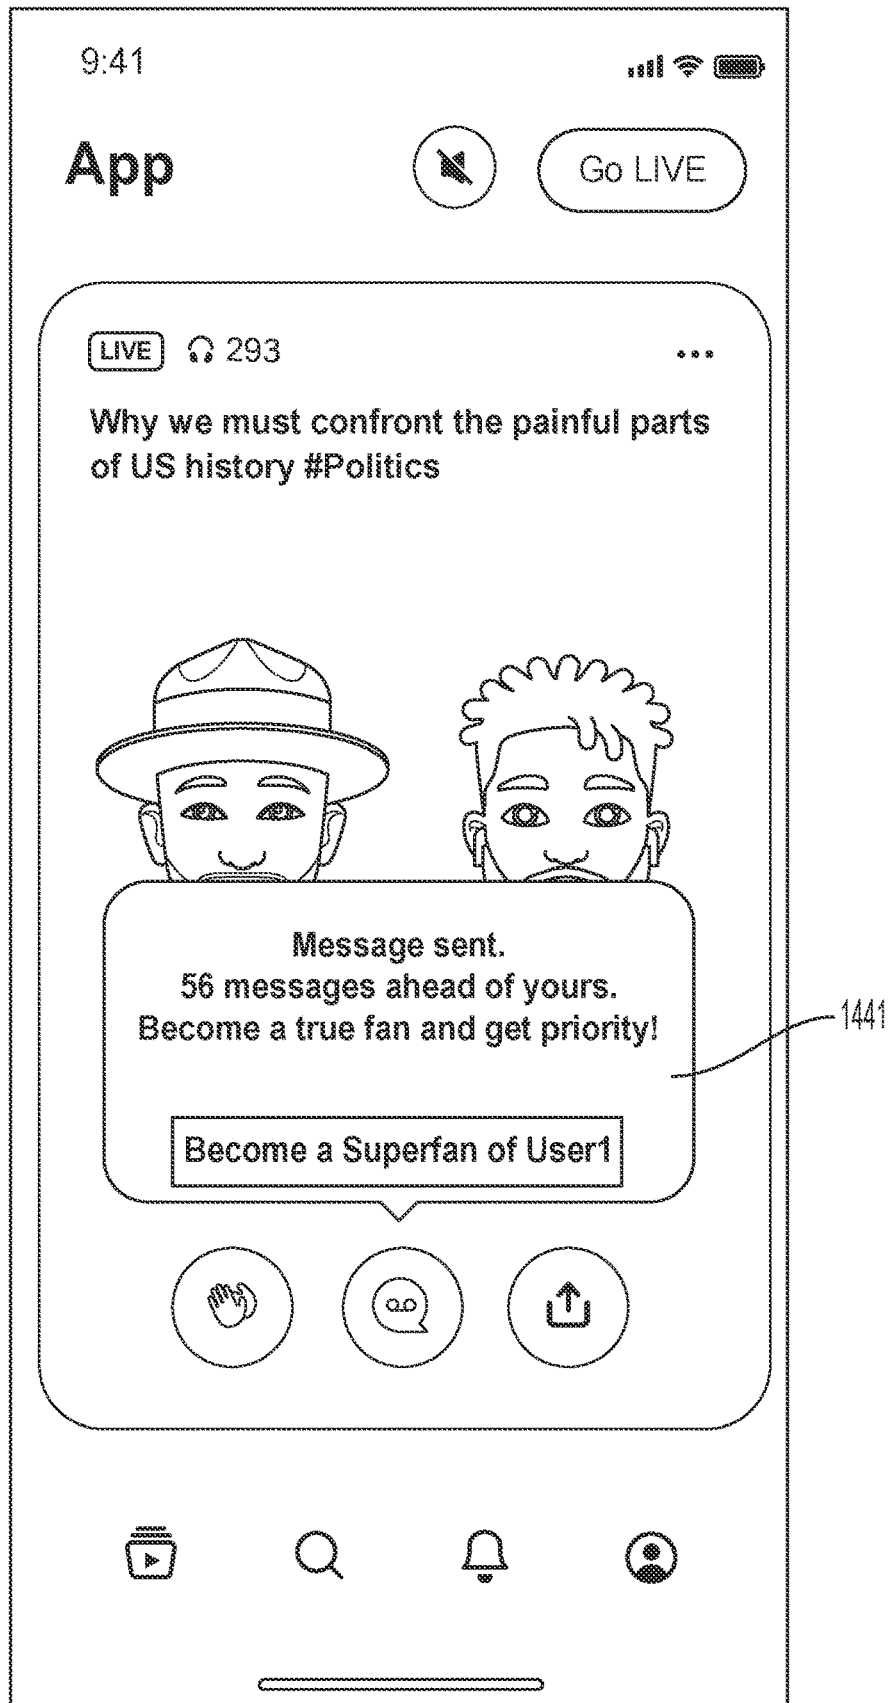 9:41
App
Go LIVE
LIVE 293
Why we must confront the painful parts
of US history #Politics
Message sent.
56 messages ahead of yours.
Become a true fan and get priority!
1441
Become a Superfan of User1